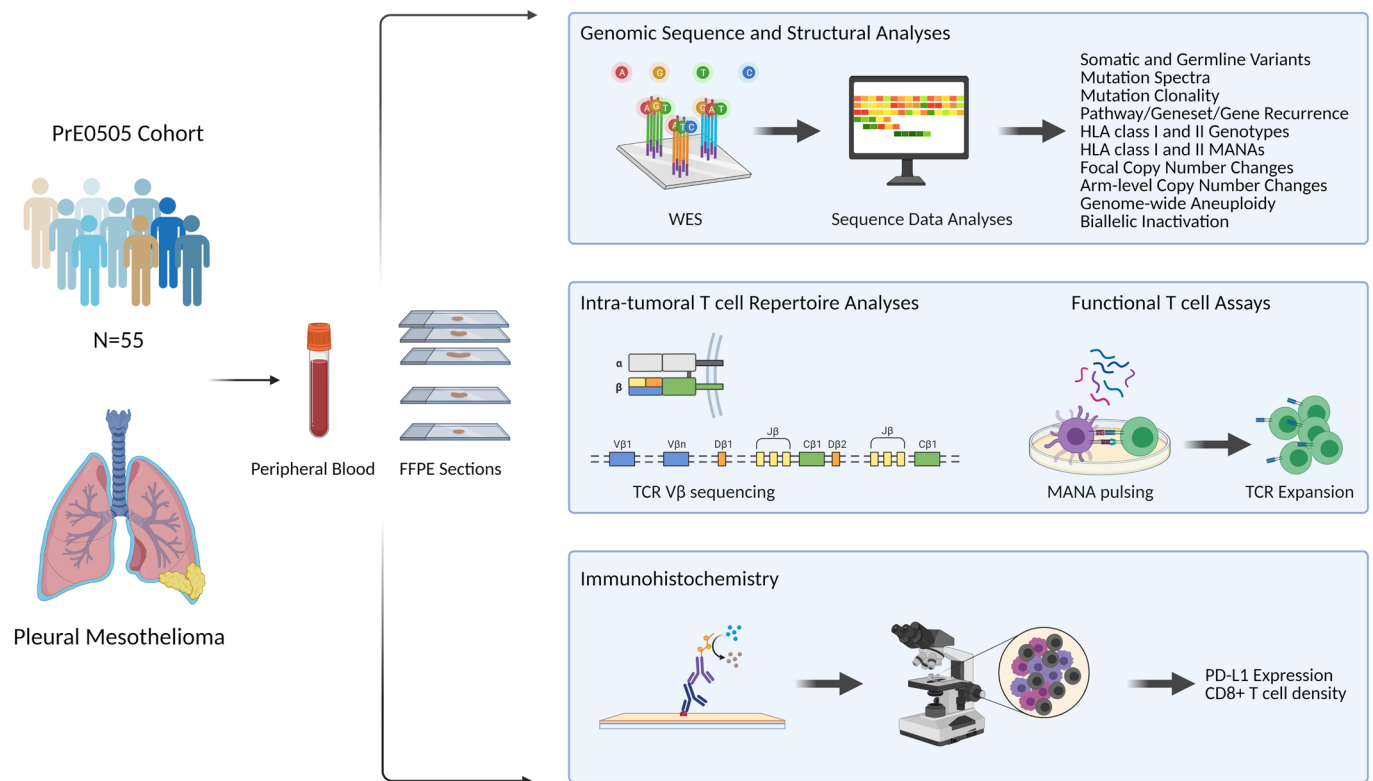 PrE0505 Cohort
N=55
Pleural Mesothelioma
Peripheral Blood
FFPE Sections
Genomic Sequence and Structural Analyses
A G T C
A G T
G A T
A T C
WES
Sequence Data Analyses
Somatic and Germline Variants
Mutation Spectra
Mutation Clonality
Pathway/Geneset/Gene Recurrence
HLA class I and II Genotypes
HLA class I and II MANAs
Focal Copy Number Changes
Arm-level Copy Number Changes
Genome-wide Aneuploidy
Biallelic Inactivation
Intra-tumoral T cell Repertoire Analyses
α
β
Vβ1 Vβn Dβ1 Jβ Cβ1 Dβ2 Jβ Cβ1
TCR Vβ sequencing
Functional T cell Assays
MANA pulsing
TCR Expansion
Immunohistochemistry
PD-L1 Expression
CD8+ T cell density